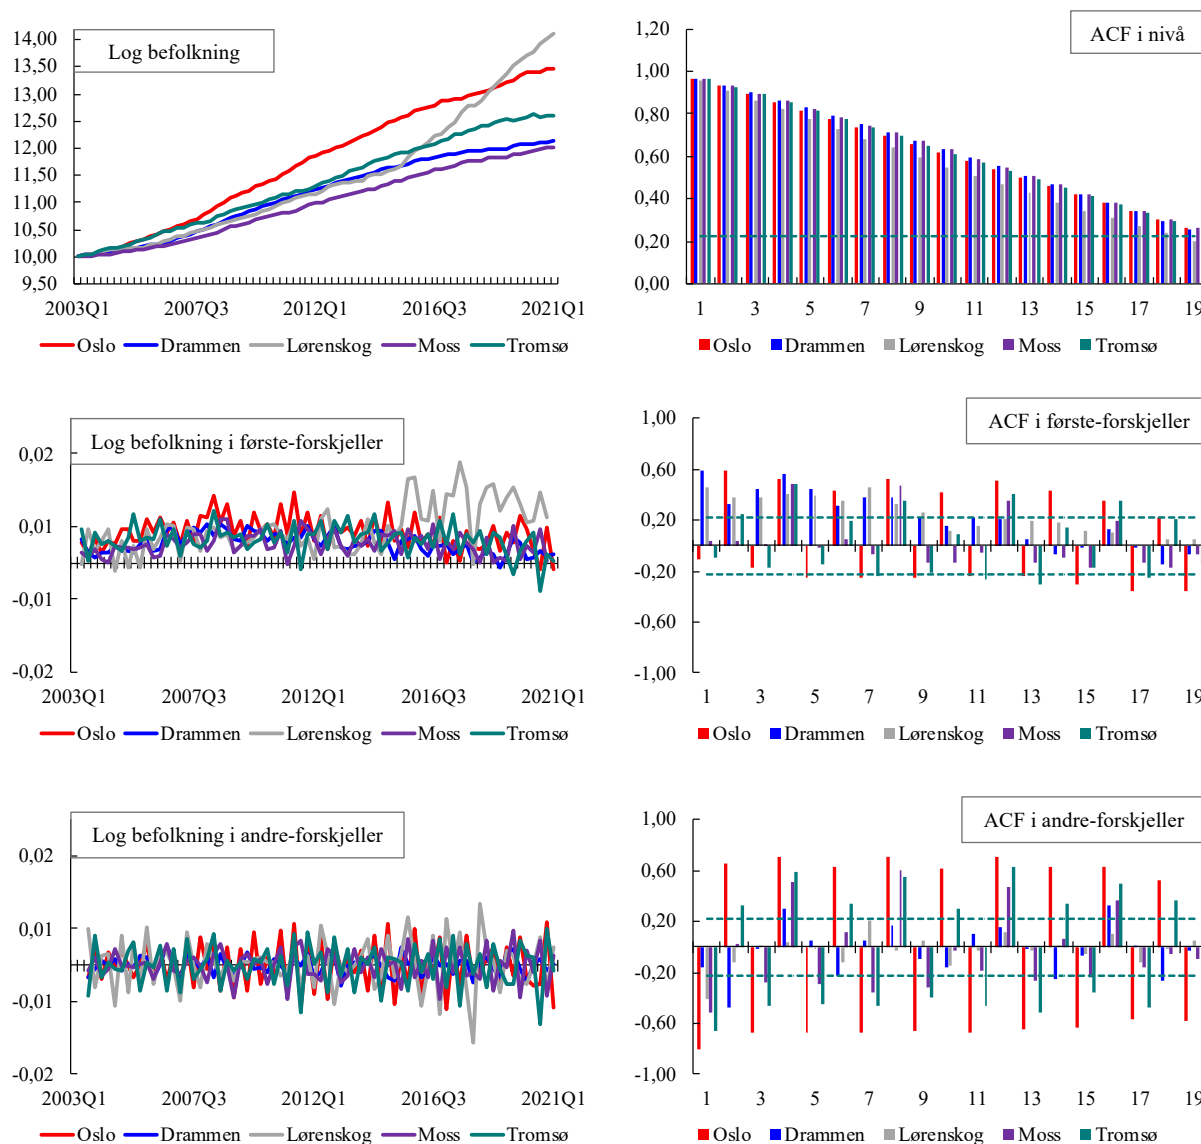 Log befolkning
14,00
13,50
13,00
12,50
12,00
11,50
11,00
10,50
10,00
9,50
2003Q1 2007Q3 2012Q1 2016Q3 2021Q1
Oslo Drammen Lørenskog Moss Tromsø
ACF i nivå
1,20
1,00
0,80
0,60
0,40
0,20
0,00
1 3 5 7 9 11 13 15 17 19
Oslo Drammen Lørenskog Moss Tromsø
Log befolkning i første-forskjeller
0,02
0,01
-0,01
-0,02
2003Q1 2007Q3 2012Q1 2016Q3 2021Q1
Oslo Drammen Lørenskog Moss Tromsø
ACF i første-forskjeller
1,00
0,60
0,20
-0,20
-0,60
-1,00
1 3 5 7 9 11 13 15 17 19
Oslo Drammen Lørenskog Moss Tromsø
Log befolkning i andre-forskjeller
0,02
0,01
-0,01
-0,02
2003Q1 2007Q3 2012Q1 2016Q3 2021Q1
Oslo Drammen Lørenskog Moss Tromsø
ACF i andre-forskjeller
1,00
0,60
0,20
-0,20
-0,60
-1,00
1 3 5 7 9 11 13 15 17 19
Oslo Drammen Lørenskog Moss Tromsø